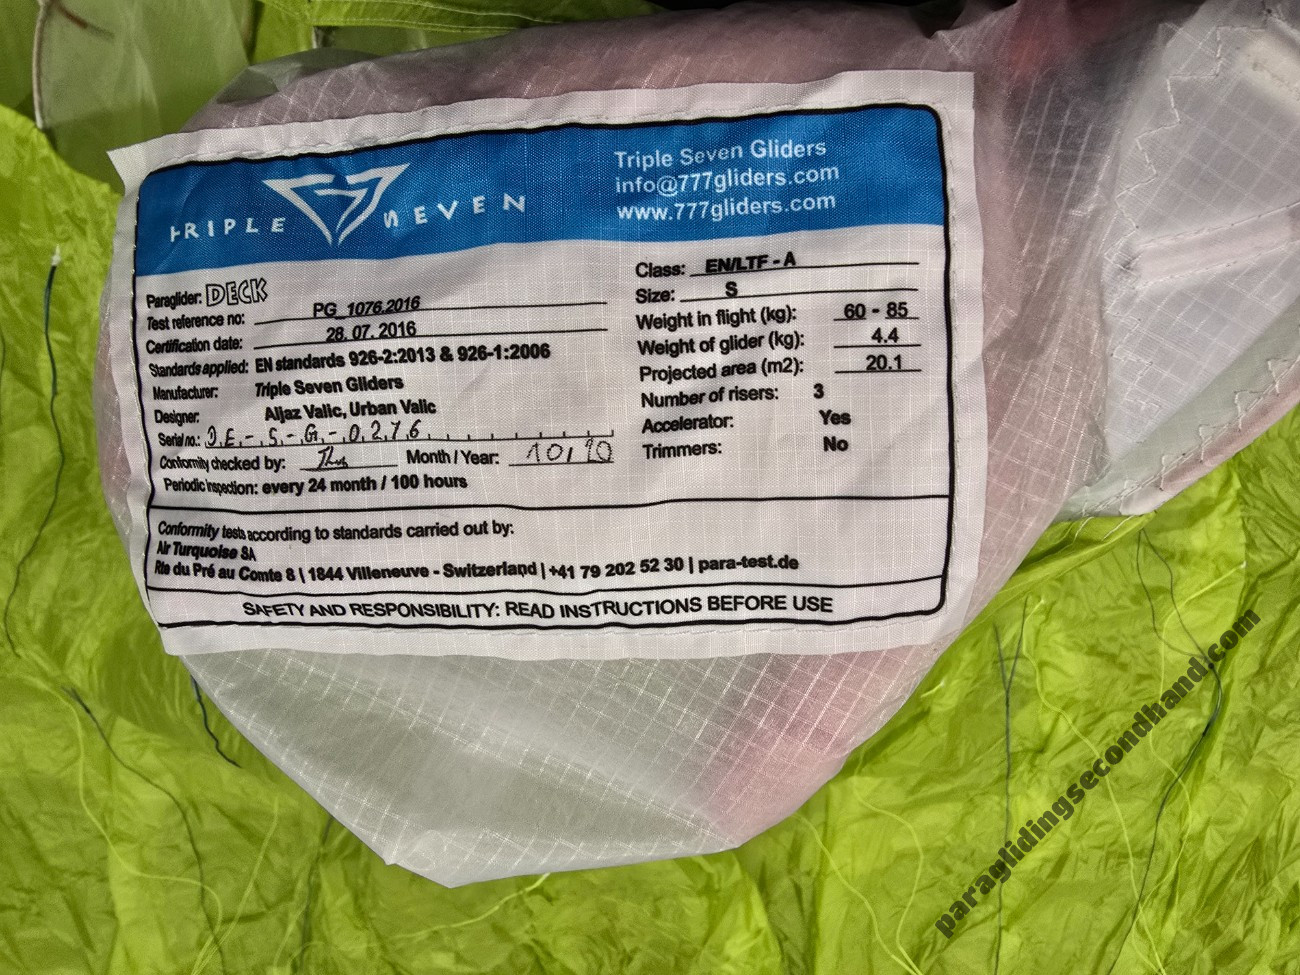 TRIPLE SEVEN
Triple Seven Gliders
info@777gliders.com
www.777gliders.com
Paraglider: DECK
Test reference no: PG_1076.2016
Certification date: 28. 07. 2016
Standards applied: EN standards 926-2:2013 & 926-1:2006
Manufacturer: Triple Seven Gliders
Designer: Aljaz Valic, Urban Valic
Serial no.: D.E.-.S.-.G.-.0.2.7.6.
Conformity checked by:
Month / Year:
Periodic inspection: every 24 month / 100 hours
Class: EN/LTF - A
Size: S
Weight in flight (kg): 60 - 85
Weight of glider (kg): 4.4
Projected area (m2): 20.1
Number of risers: 3
Accelerator: Yes
Trimmers: No
Conformity tests according to standards carried out by:
Air Turquoise SA
Rte du Pré au Comte 8 | 1844 Villeneuve - Switzerland | +41 79 202 52 30 | para-test.de
SAFETY AND RESPONSIBILITY: READ INSTRUCTIONS BEFORE USE
paraglidingsecondhand.com